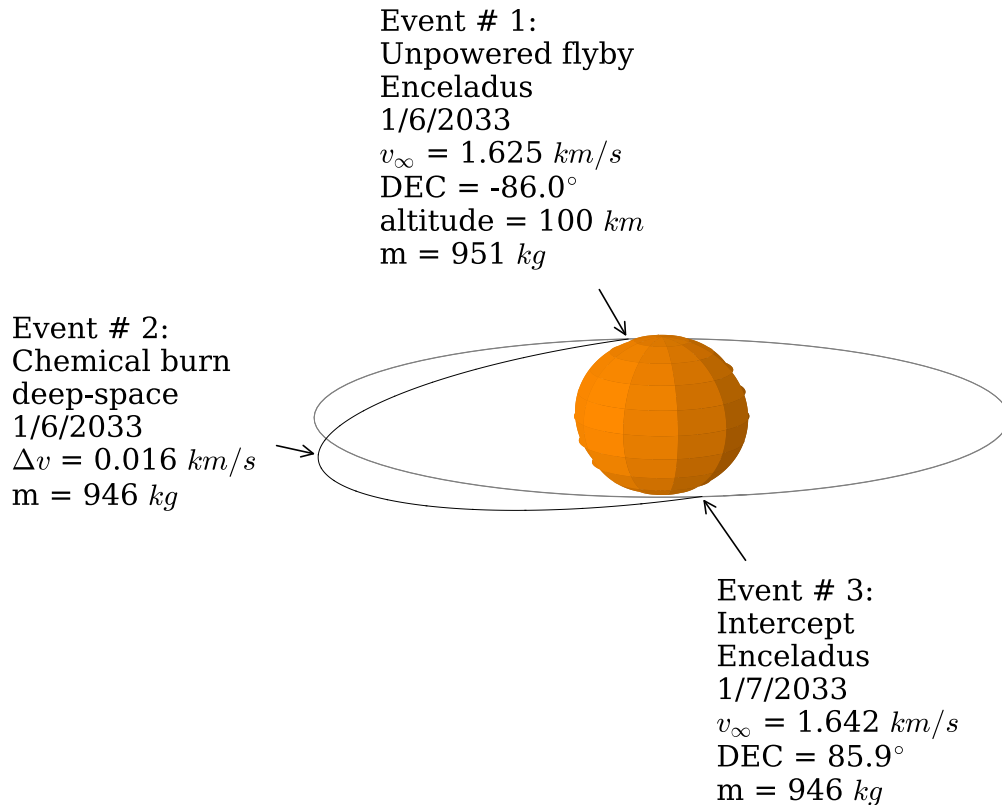 Event # 1:
Unpowered flyby
Enceladus
1/6/2033
v∞ = 1.625 km/s
DEC = -86.0°
altitude = 100 km
m = 951 kg
Event # 2:
Chemical burn
deep-space
1/6/2033
Δv = 0.016 km/s
m = 946 kg
Event # 3:
Intercept
Enceladus
1/7/2033
v∞ = 1.642 km/s
DEC = 85.9°
m = 946 kg